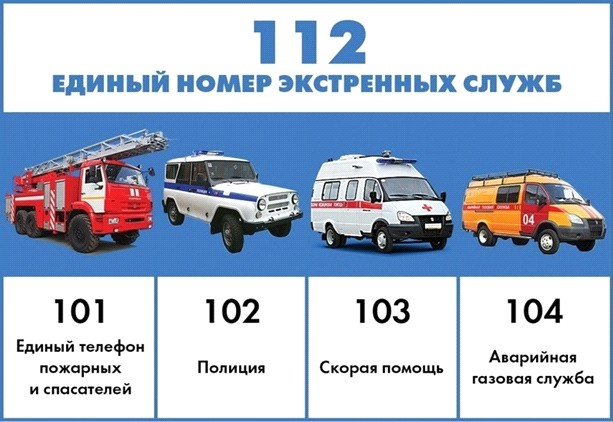 112
ЕДИНЫЙ НОМЕР ЭКСТРЕННЫХ СЛУЖБ
04
101
Единый телефон
пожарных
и спасателей
102
Полиция
103
Скорая помощь
104
Аварийная
газовая служба